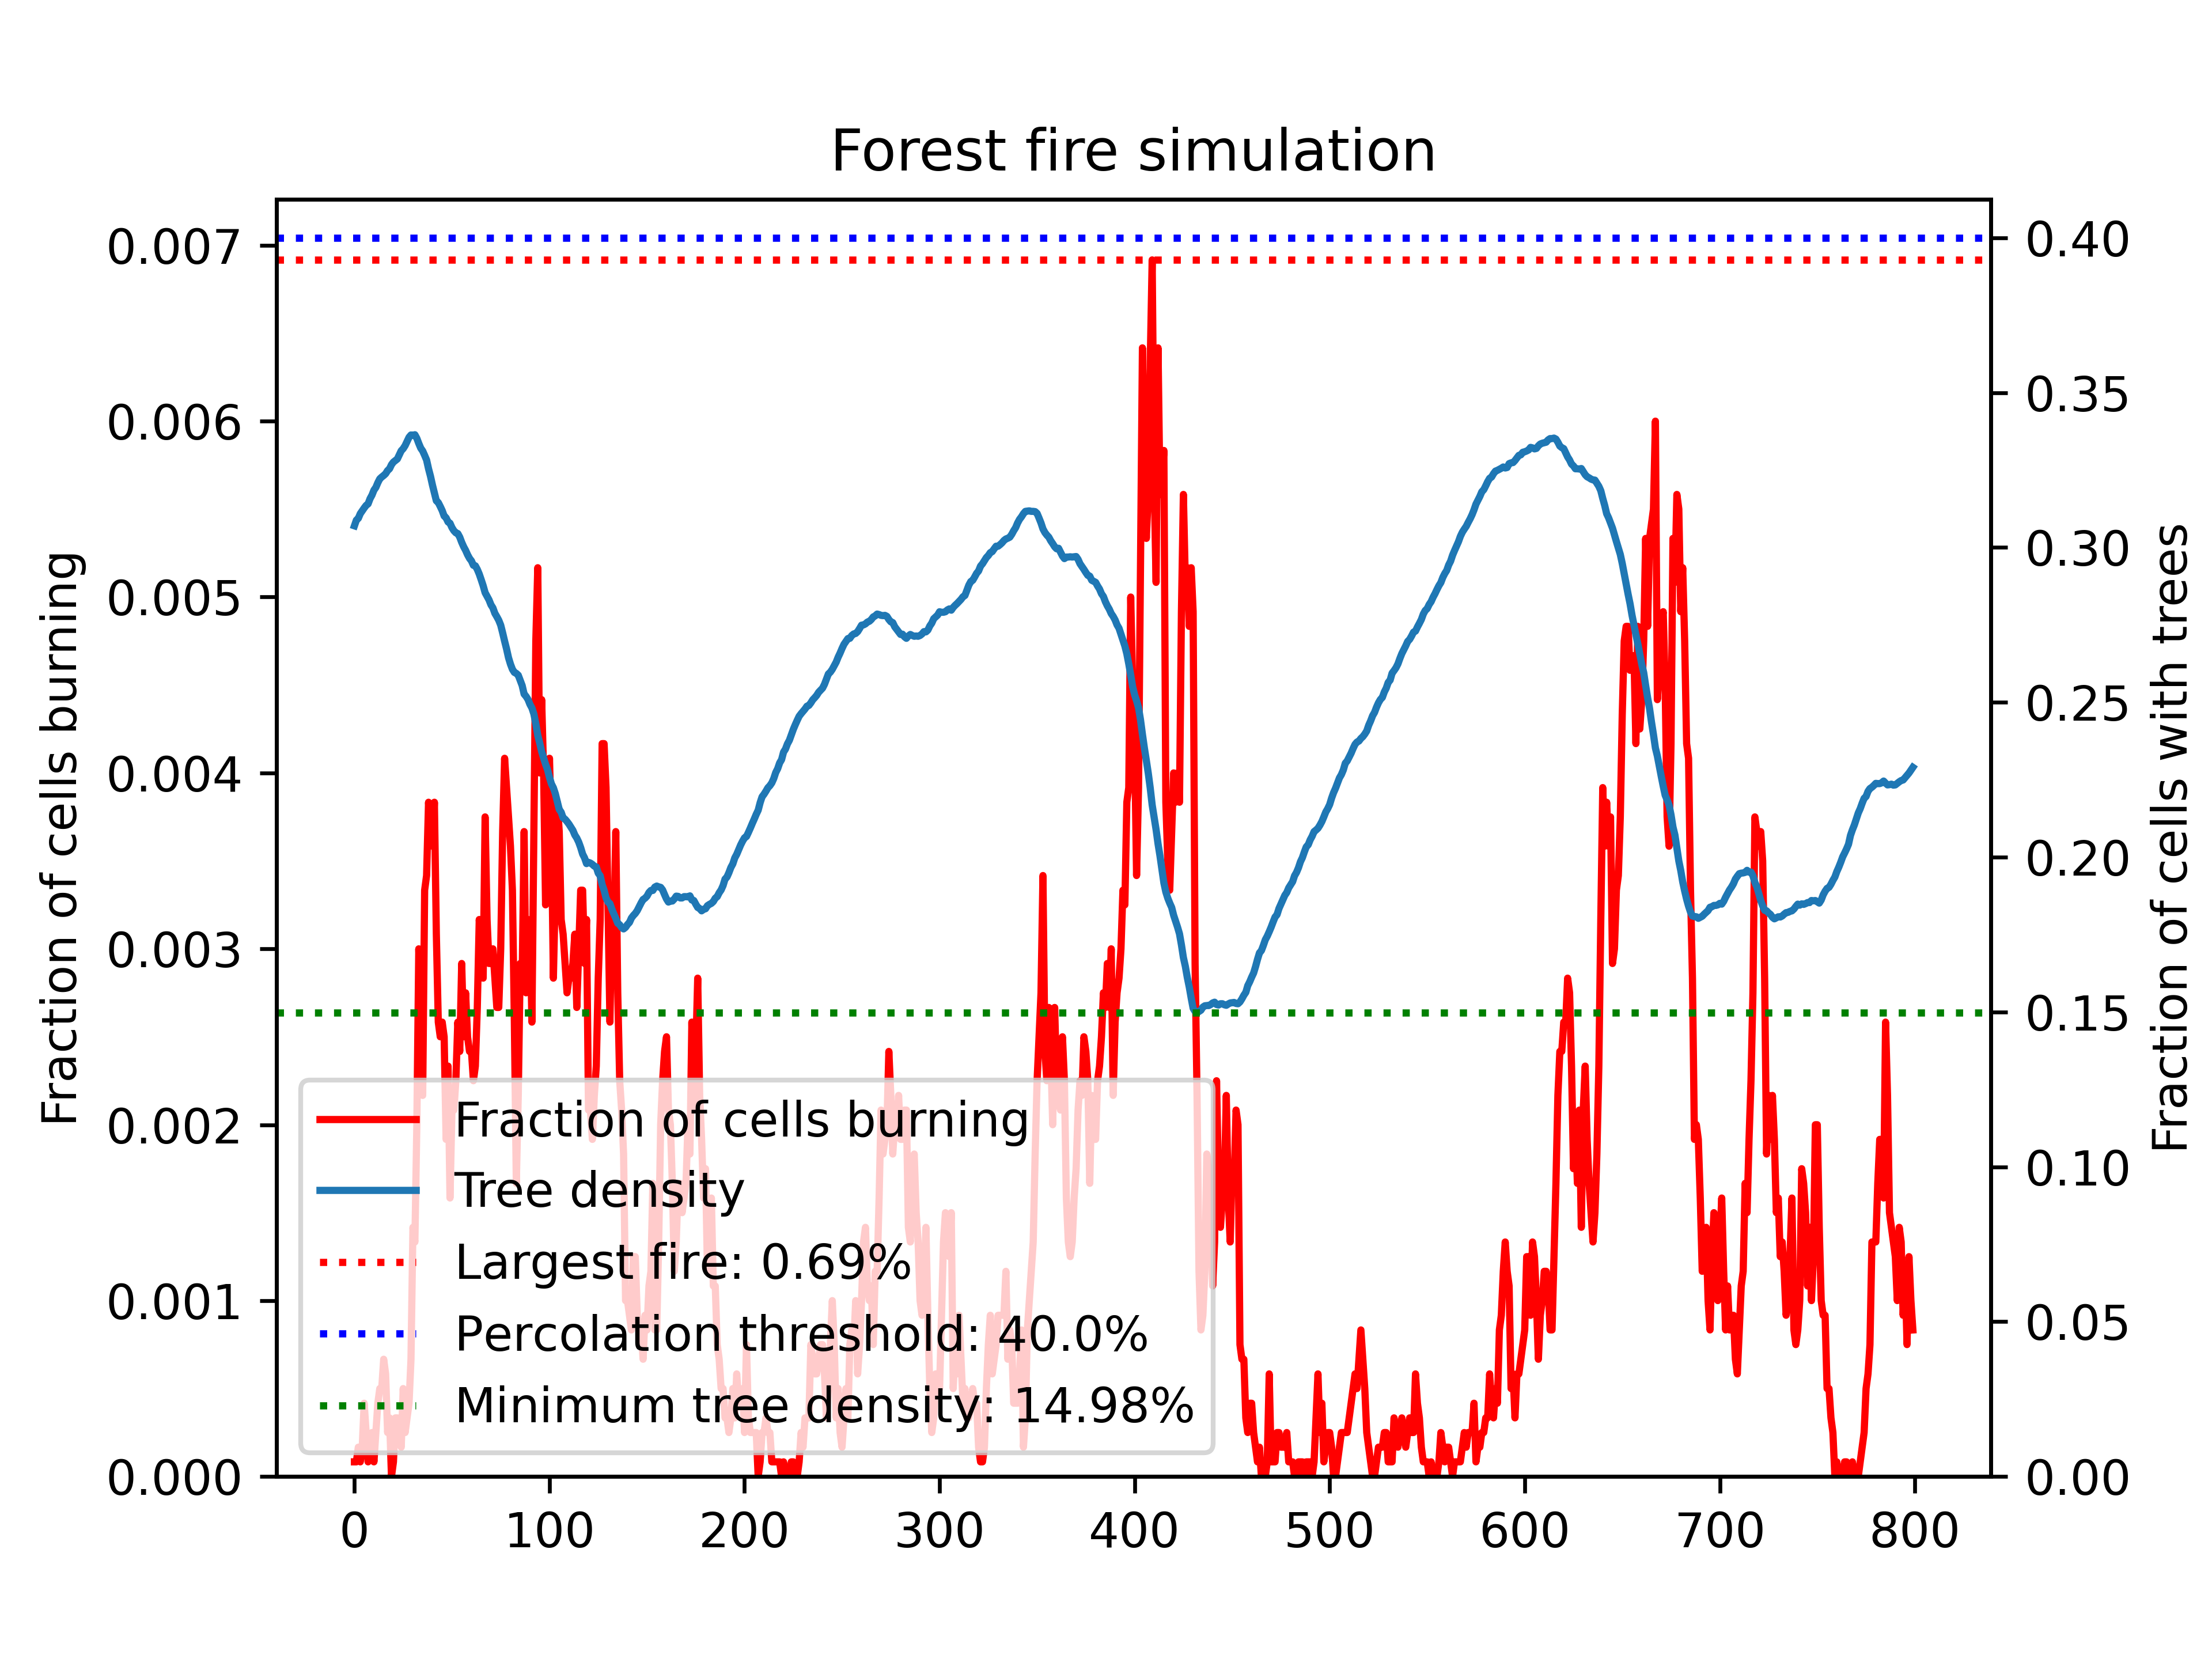 Forest fire simulation
Fraction of cells burning
0.007
0.006
0.005
0.004
0.003
0.002
0.001
0.000
0.40
0.35
0.30
0.25
0.20
0.15
0.10
0.05
0.00
Fraction of cells with trees
Fraction of cells burning
Tree density
Largest fire: 0.69%
Percolation threshold: 40.0%
Minimum tree density: 14.98%
0 100 200 300 400 500 600 700 800